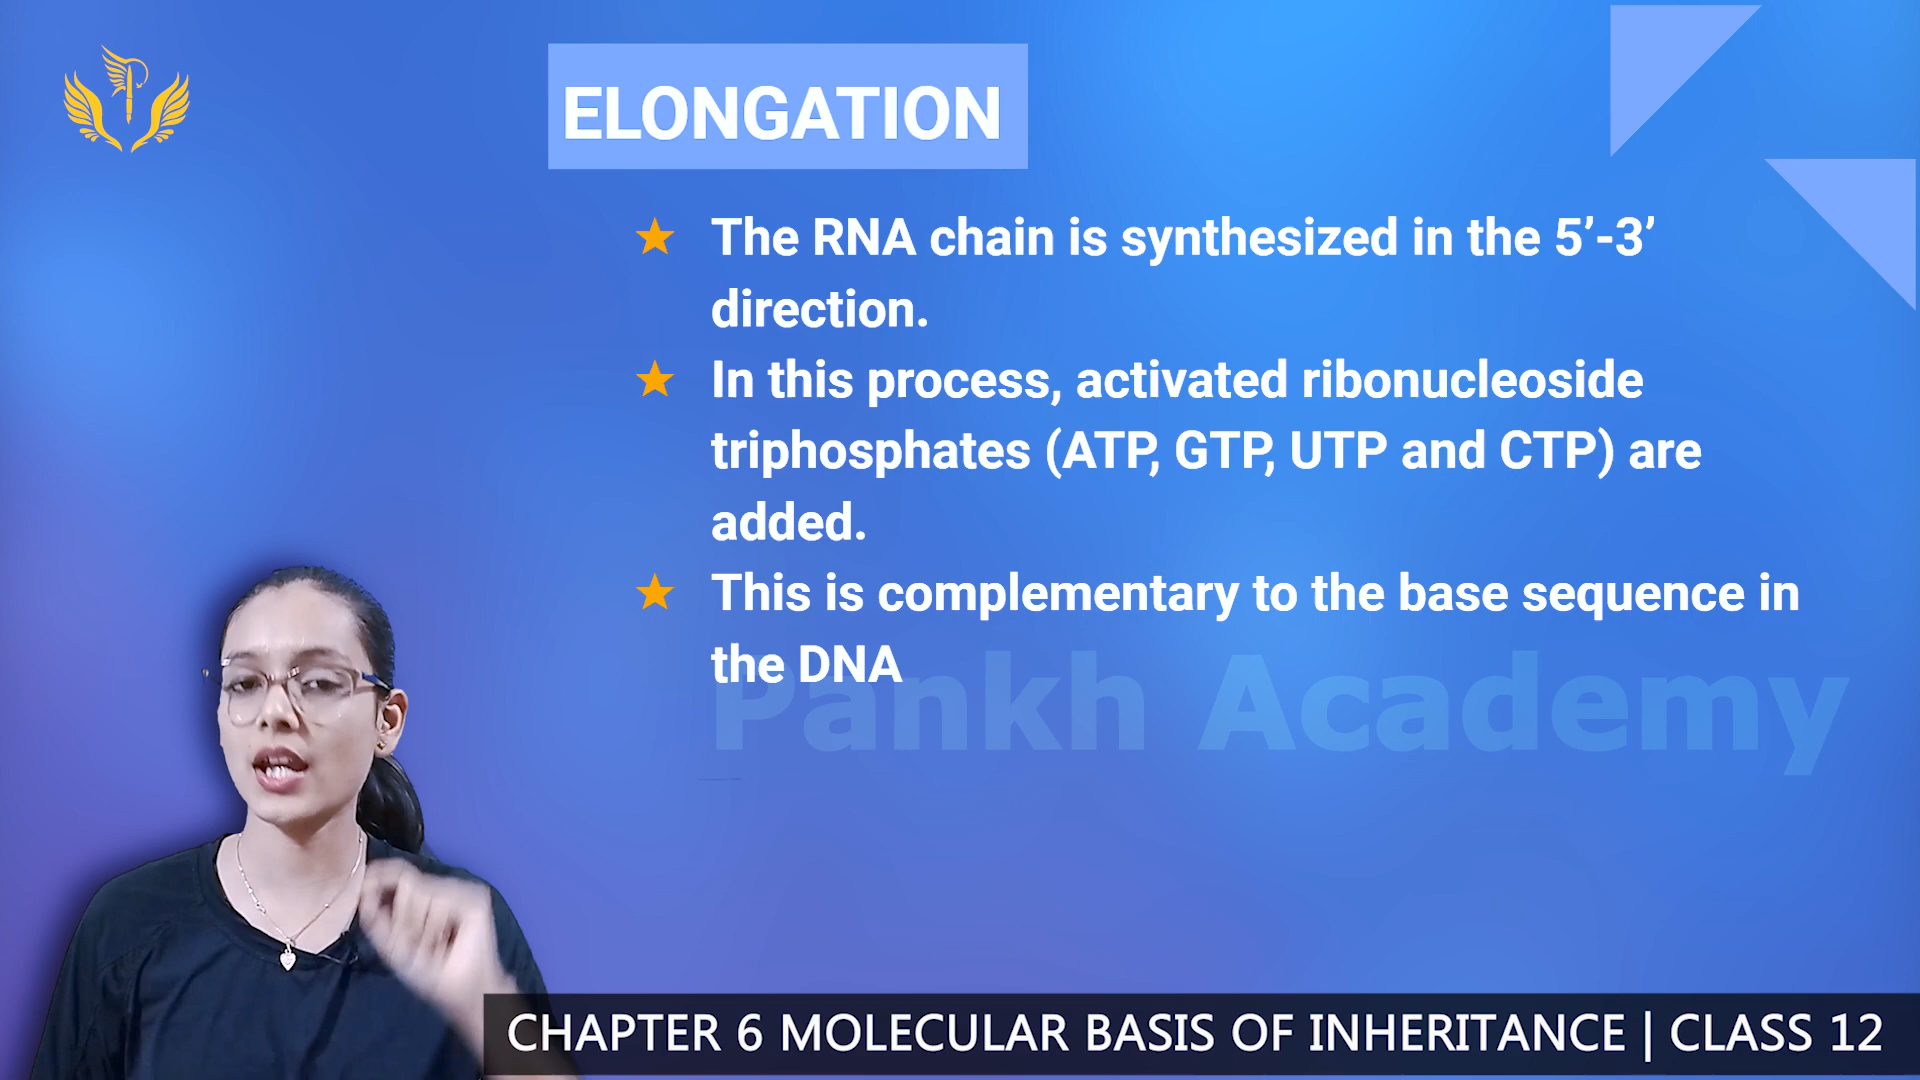 ELONGATION
★ The RNA chain is synthesized in the 5’-3’
direction.
★ In this process, activated ribonucleoside
triphosphates (ATP, GTP, UTP and CTP) are
added.
★ This is complementary to the base sequence in
the DNA
Pankh Academy
CHAPTER 6 MOLECULAR BASIS OF INHERITANCE | CLASS 12